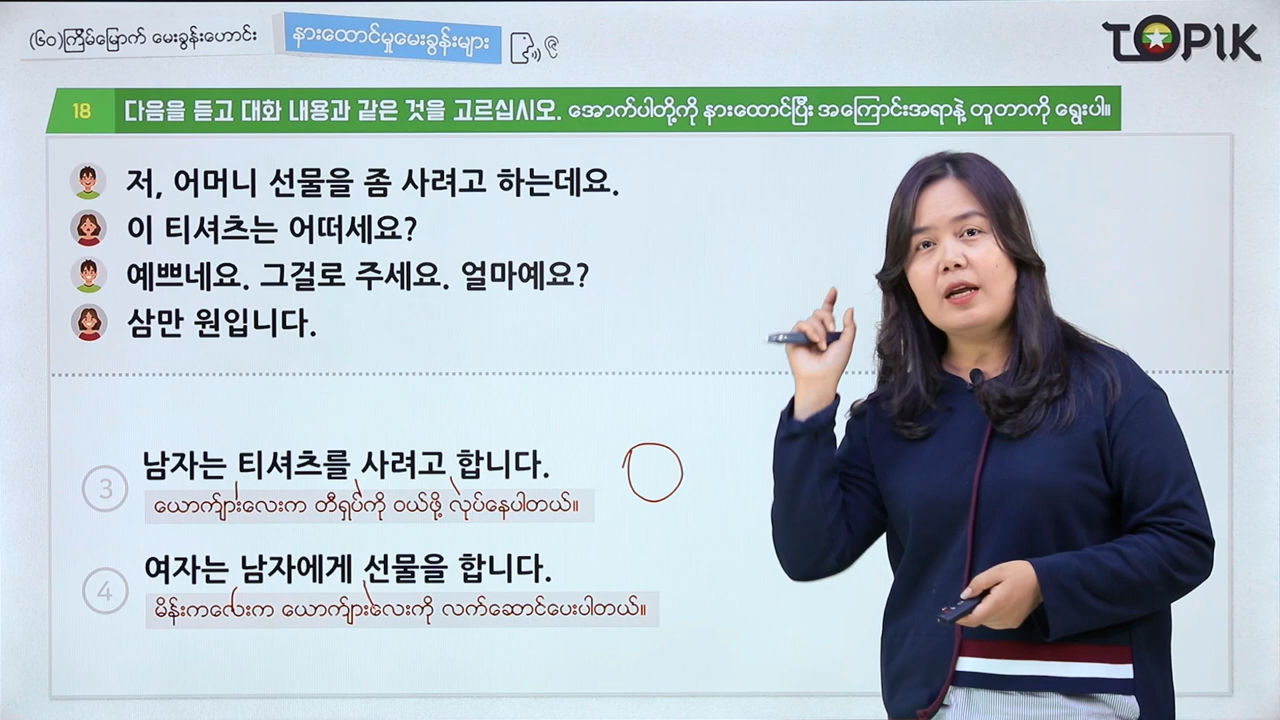 (၆၀)ကြိမ်မြောက် မေးခွန်းဟောင်း
နားထောင်မှုမေးခွန်းများ
TOPIK
18 다음을 듣고 대화 내용과 같은 것을 고르십시오. အောက်ပါတို့ကို နားထောင်ပြီး အကြောင်းအရာနဲ့ တူတာကို ရွေးပါ။
저, 어머니 선물을 좀 사려고 하는데요.
이 티셔츠는 어떠세요?
예쁘네요. 그걸로 주세요. 얼마예요?
삼만 원입니다.
3 남자는 티셔츠를 사려고 합니다.
ယောကျ်ားလေးက တီရှပ်ကို ဝယ်ဖို့ လုပ်နေပါတယ်။
4 여자는 남자에게 선물을 합니다.
မိန်းကလေးက ယောကျ်ားလေးကို လက်ဆောင်ပေးပါတယ်။